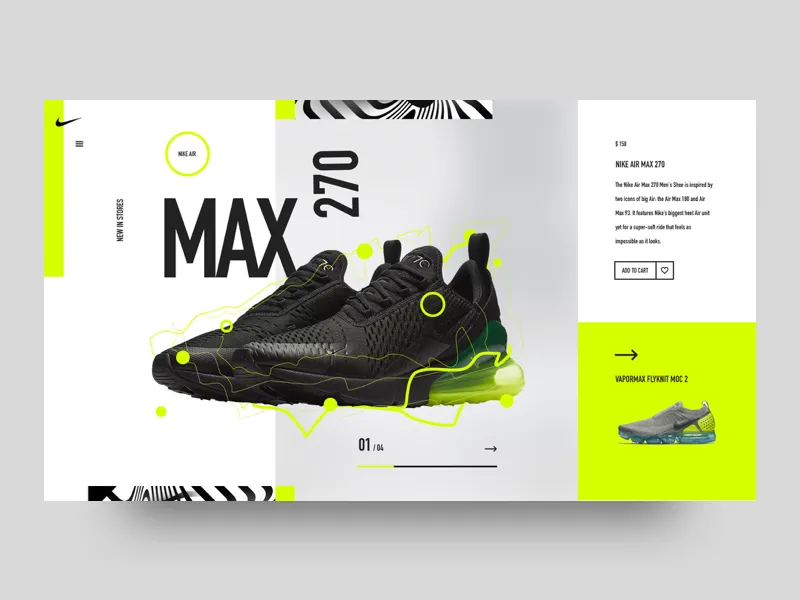 NIKE AIR
NEW IN STORES
MAX
270
01 / 04
$ 150
NIKE AIR MAX 270
The Nike Air Max 270 Men's Shoe is inspired by
two icons of big Air: the Air Max 180 and Air
Max 93. It features Nike's biggest heel Air unit
yet for a super-soft ride that feels as
impossible as it looks.
ADD TO CART
VAPORMAX FLYKNIT MOC 2